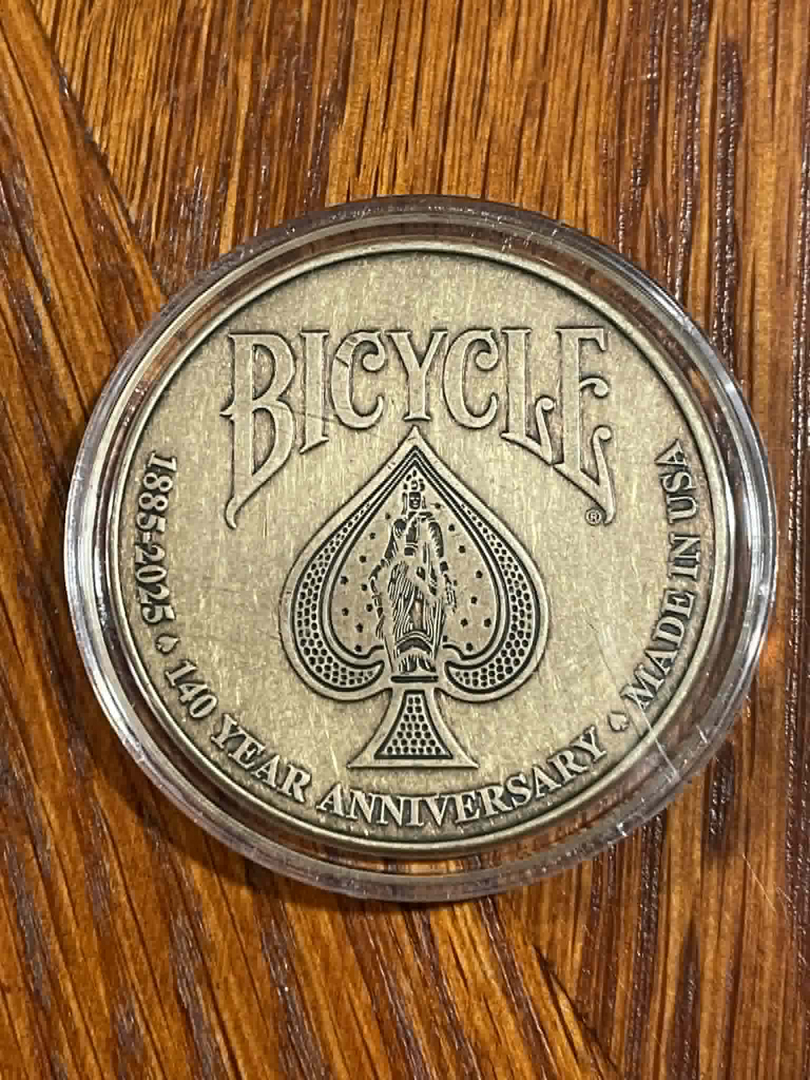 BICYCLE®
1885-2025 ♠ 140 YEAR ANNIVERSARY ♠ MADE IN USA